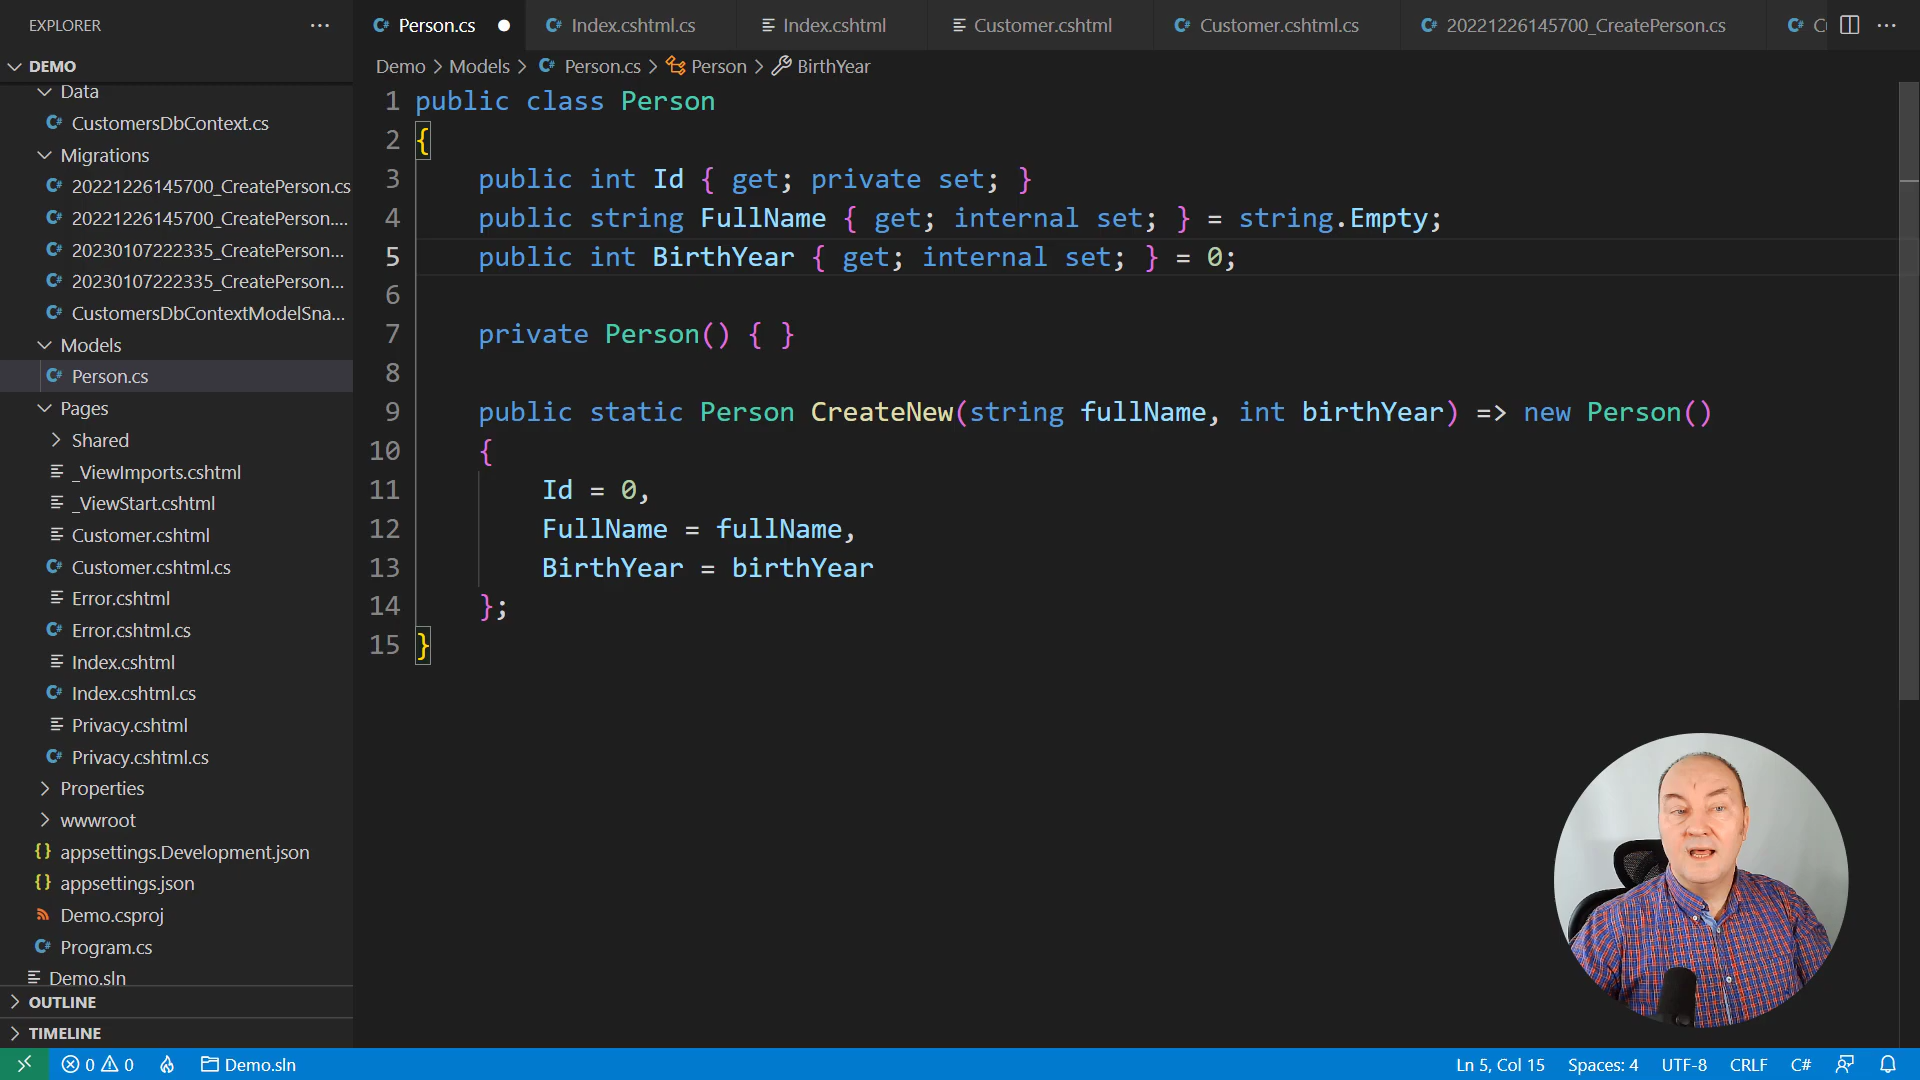 EXPLORER
DEMO
Data
CustomersDbContext.cs
Migrations
20221226145700_CreatePerson.cs
20221226145700_CreatePerson....
20230107222335_CreatePerson...
20230107222335_CreatePerson...
CustomersDbContextModelSna...
Models
Person.cs
Pages
Shared
_ViewImports.cshtml
_ViewStart.cshtml
Customer.cshtml
Customer.cshtml.cs
Error.cshtml
Error.cshtml.cs
Index.cshtml
Index.cshtml.cs
Privacy.cshtml
Privacy.cshtml.cs
Properties
wwwroot
appsettings.Development.json
appsettings.json
Demo.csproj
Program.cs
Demo.sln
OUTLINE
TIMELINE
Person.cs Index.cshtml.cs Index.cshtml Customer.cshtml Customer.cshtml.cs 20221226145700_CreatePerson.cs
Demo > Models > Person.cs > Person > BirthYear
1 public class Person
2 {
3 public int Id { get; private set; }
4 public string FullName { get; internal set; } = string.Empty;
5 public int BirthYear { get; internal set; } = 0;
6
7 private Person() { }
8
9 public static Person CreateNew(string fullName, int birthYear) => new Person()
10 {
11 Id = 0,
12 FullName = fullName,
13 BirthYear = birthYear
14 };
15 }
0 0 Demo.sln Ln 5, Col 15 Spaces: 4 UTF-8 CRLF C#